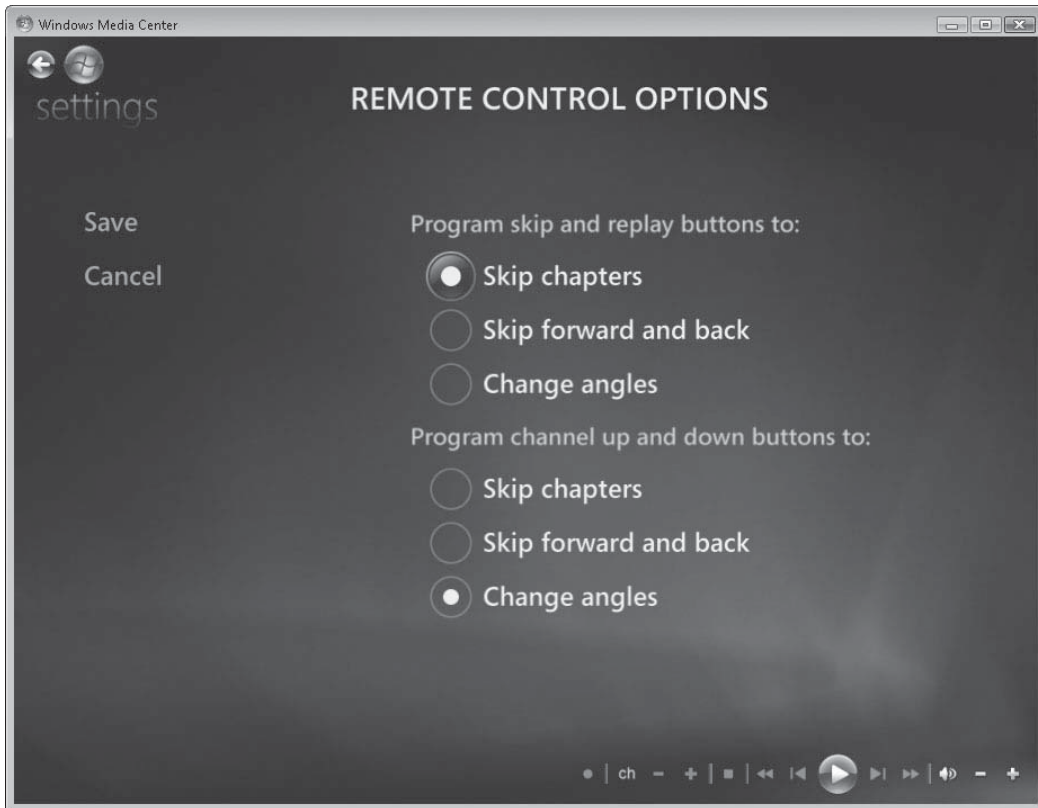 Windows Media Center
settings
REMOTE CONTROL OPTIONS
Save
Cancel
Program skip and replay buttons to:
Skip chapters
Skip forward and back
Change angles
Program channel up and down buttons to:
Skip chapters
Skip forward and back
Change angles
ch